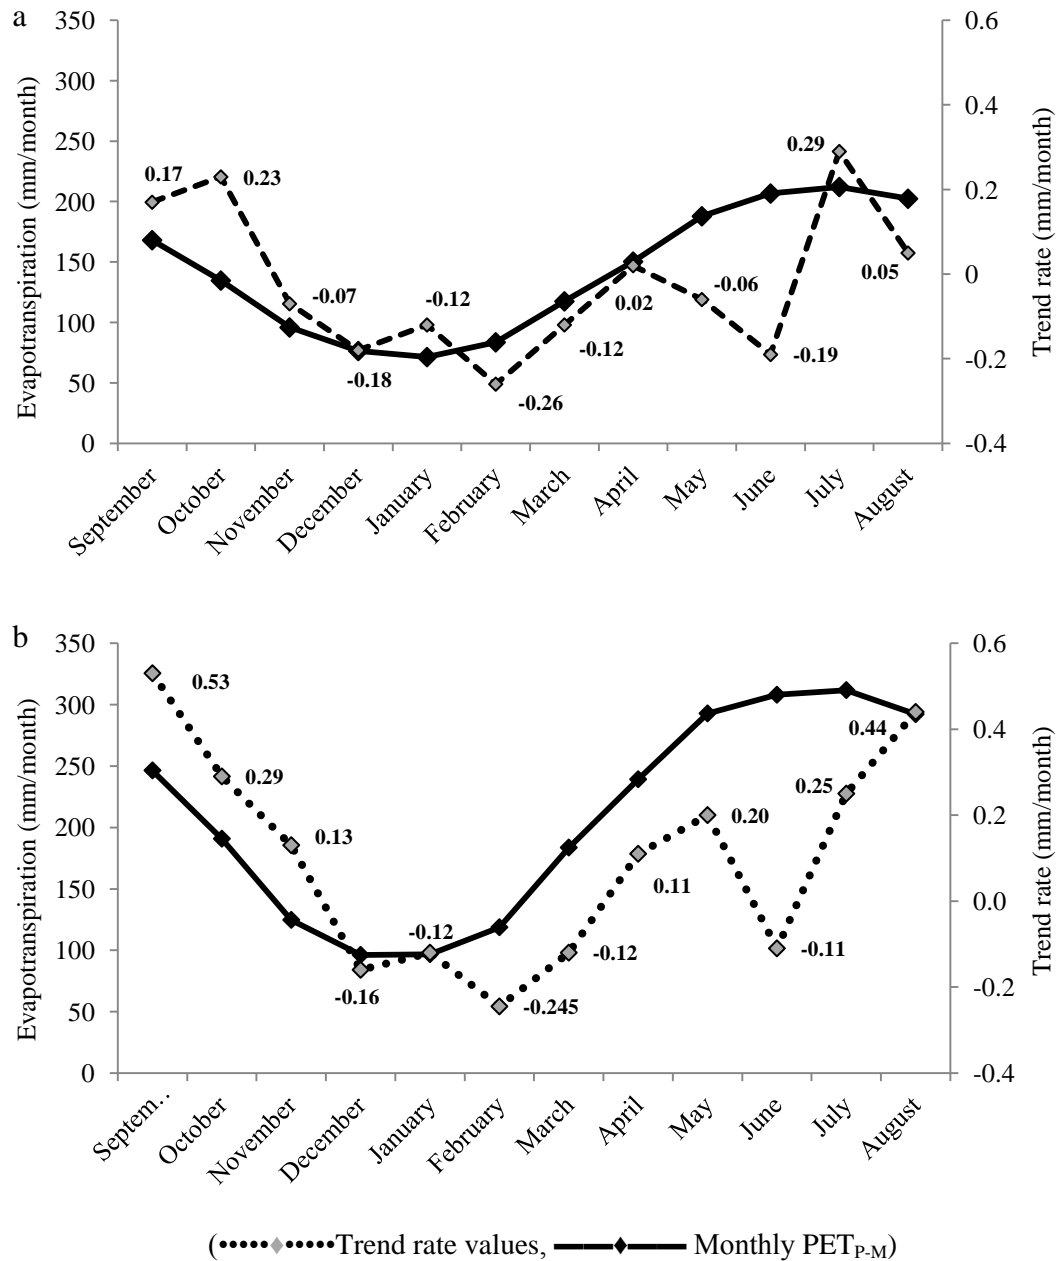 a
Evapotranspiration (mm/month)
350
300
250
200
150
100
50
0
0.6
0.4
0.2
0
-0.2
-0.4
Trend rate (mm/month)
0.17
0.23
-0.07
-0.18
-0.12
-0.26
-0.12
0.02
-0.06
-0.19
0.29
0.05
September
October
November
December
January
February
March
April
May
June
July
August
b
Evapotranspiration (mm/month)
350
300
250
200
150
100
50
0
0.6
0.4
0.2
0.0
-0.2
-0.4
Trend rate (mm/month)
0.53
0.29
0.13
-0.16
-0.12
-0.245
-0.12
0.11
0.20
-0.11
0.25
0.44
Septem…
October
November
December
January
February
March
April
May
June
July
August
(Trend rate values, Monthly PETP-M)